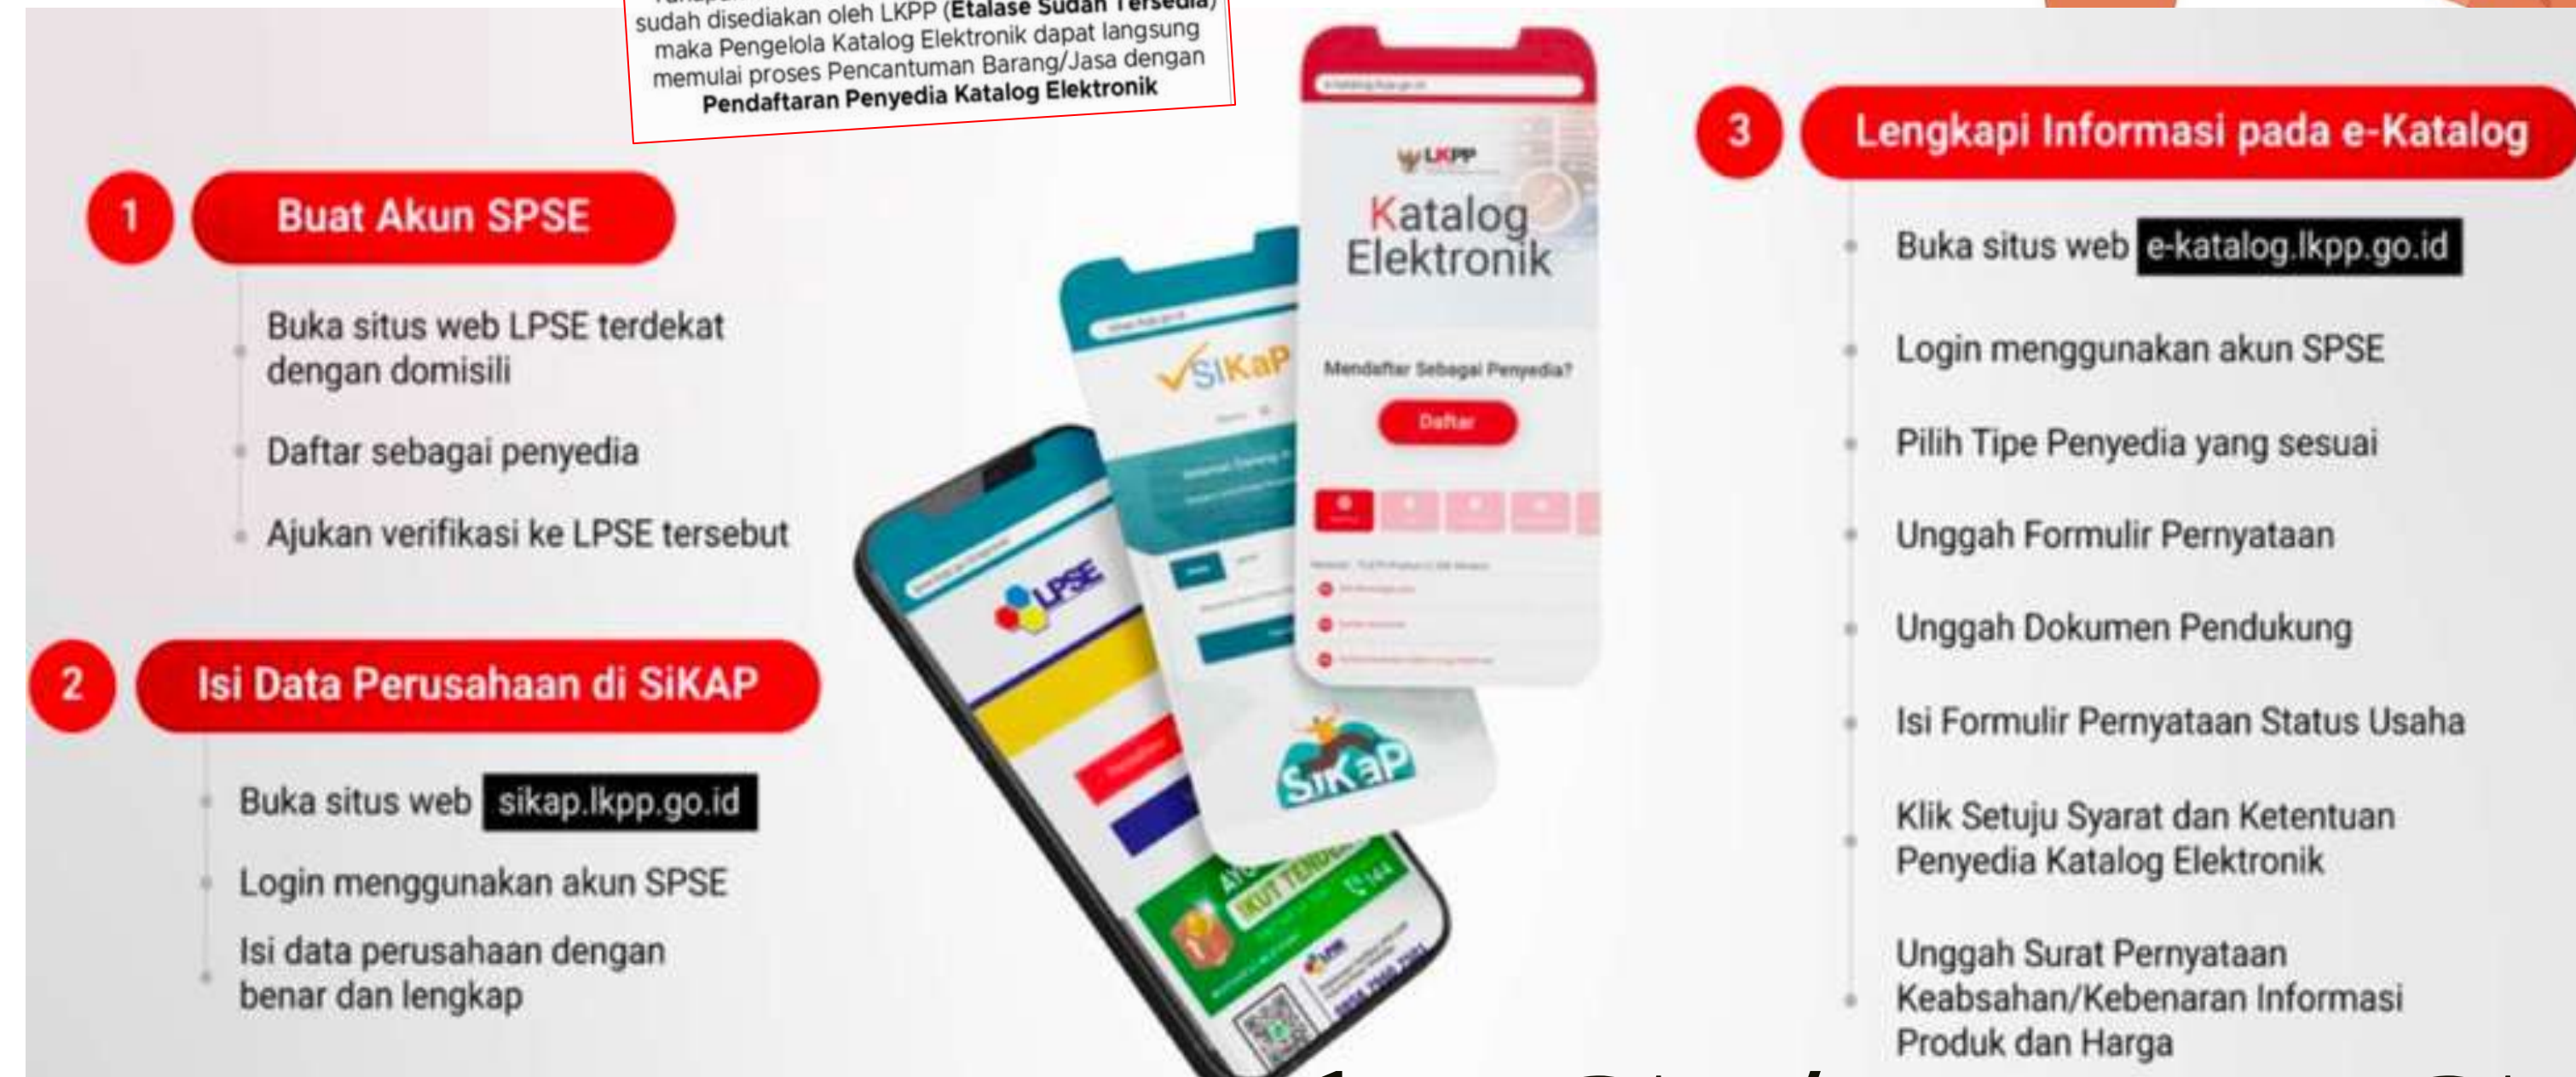 sudah disediakan oleh LKPP (Etalase Sudah Tersedia)
maka Pengelola Katalog Elektronik dapat langsung
memulai proses Pencantuman Barang/Jasa dengan
Pendaftaran Penyedia Katalog Elektronik
1
Buat Akun SPSE
Buka situs web LPSE terdekat
dengan domisili
Daftar sebagai penyedia
Ajukan verifikasi ke LPSE tersebut
2
Isi Data Perusahaan di SiKAP
Buka situs web sikap.lkpp.go.id
Login menggunakan akun SPSE
Isi data perusahaan dengan
benar dan lengkap
LKPP
Katalog
Elektronik
Mendaftar Sebagai Penyedia?
Daftar
SIKaP
LPSE
SiKaP
IKUT TENDER
144
3
Lengkapi Informasi pada e-Katalog
Buka situs web e-katalog.lkpp.go.id
Login menggunakan akun SPSE
Pilih Tipe Penyedia yang sesuai
Unggah Formulir Pernyataan
Unggah Dokumen Pendukung
Isi Formulir Pernyataan Status Usaha
Klik Setuju Syarat dan Ketentuan
Penyedia Katalog Elektronik
Unggah Surat Pernyataan
Keabsahan/Kebenaran Informasi
Produk dan Harga